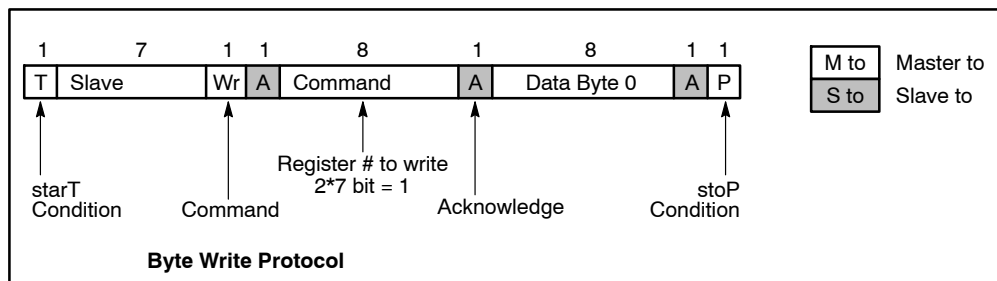 1 7 1 1 8 1 8 1 1
T Slave Wr A Command A Data Byte 0 A P
M to Master to
S to Slave to
Register # to write
2*7 bit = 1
starT
Condition
Command
Acknowledge
stoP
Condition
Byte Write Protocol